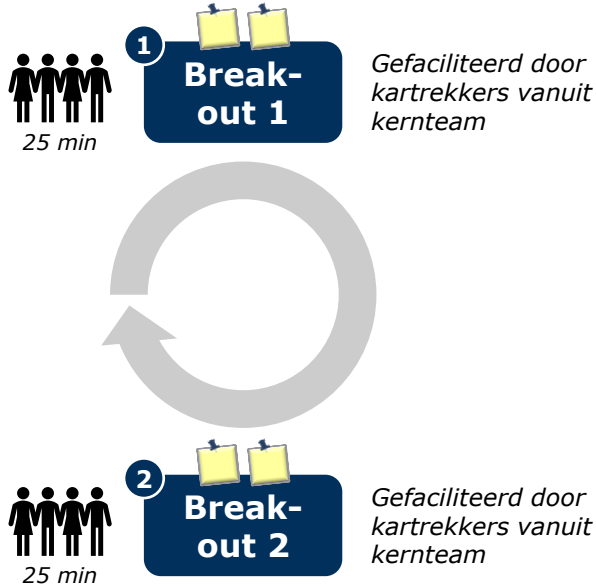 1
Break-
out 1
Gefaciliteerd door
kartrekkers vanuit
kernteam
25 min
2
Break-
out 2
Gefaciliteerd door
kartrekkers vanuit
kernteam
25 min